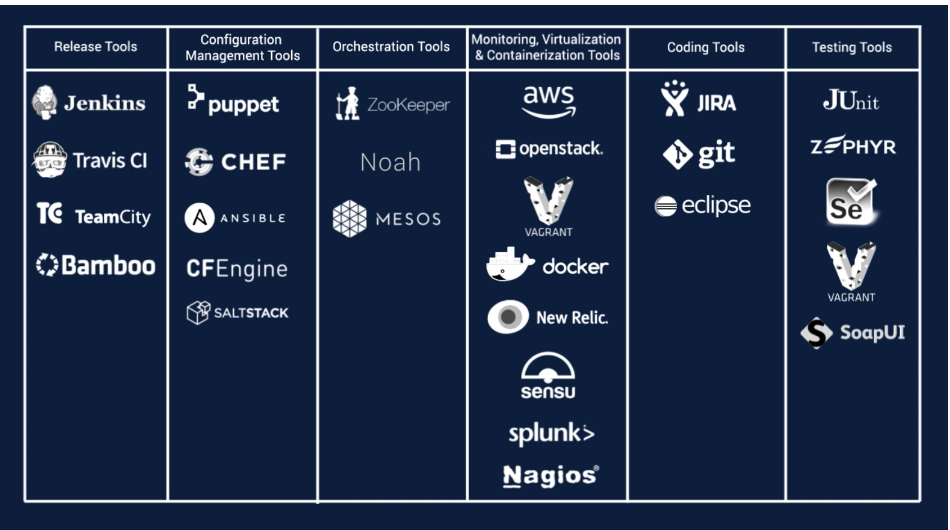 Release Tools
Configuration
Management Tools
Orchestration Tools
Monitoring, Virtualization
& Containerization Tools
Coding Tools
Testing Tools
Jenkins
Travis CI
TC TeamCity
Bamboo
puppet
CHEF
A ANSIBLE
CFEngine
SALTSTACK
ZooKeeper
Noah
MESOS
aws
openstack.
VAGRANT
docker
New Relic.
sensu
splunk>
Nagios®
JIRA
git
eclipse
JUnit
ZEPHYR
Se
VAGRANT
S SoapUI